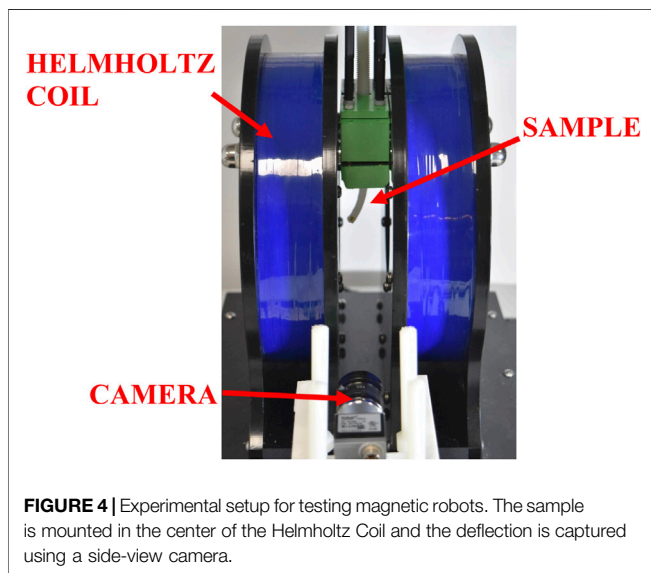 HELMHOLTZ
COIL
SAMPLE
CAMERA
FIGURE 4 | Experimental setup for testing magnetic robots. The sample
is mounted in the center of the Helmholtz Coil and the deflection is captured
using a side-view camera.